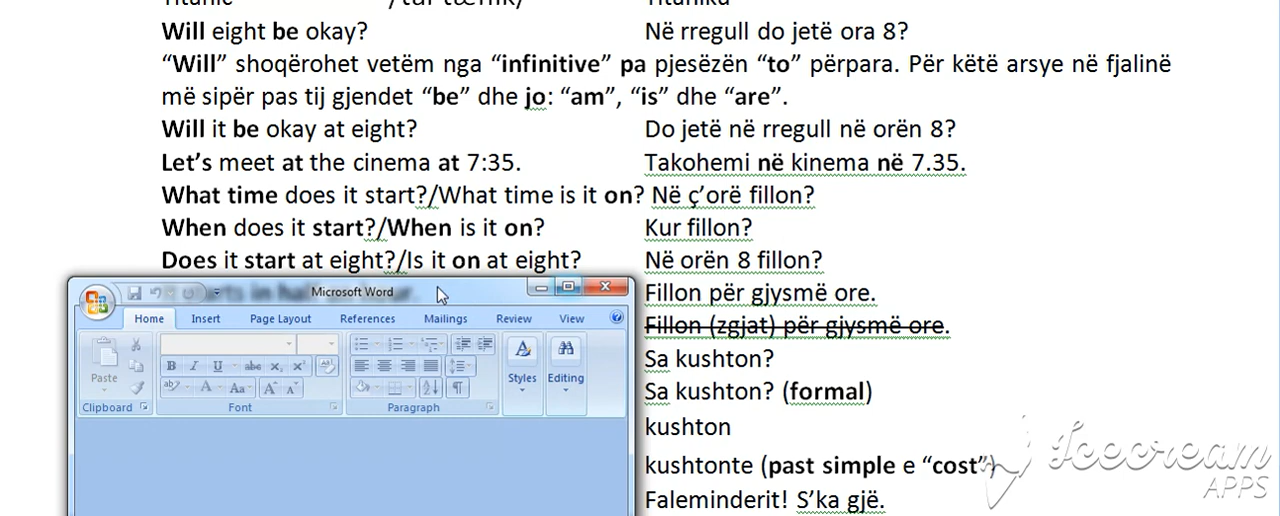 Will eight be okay? Në rregull do jetë ora 8?
“Will” shoqërohet vetëm nga “infinitive” pa pjesëzën “to” përpara. Për këtë arsye në fjalinë
më sipër pas tij gjendet “be” dhe jo: “am”, “is” dhe “are”.
Will it be okay at eight? Do jetë në rregull në orën 8?
Let’s meet at the cinema at 7:35. Takohemi në kinema në 7.35.
What time does it start?/What time is it on? Në ç’orë fillon?
When does it start?/When is it on? Kur fillon?
Does it start at eight?/Is it on at eight? Në orën 8 fillon?
Fillon për gjysmë ore.
Fillon (zgjat) për gjysmë ore.
Sa kushton?
Sa kushton? (formal)
kushton
kushtonte (past simple e “cost”)
Faleminderit! S’ka gjë.
Microsoft Word
Home Insert Page Layout References Mailings Review View
Paste
Styles Editing
Clipboard Font Paragraph
Icecream
APPS